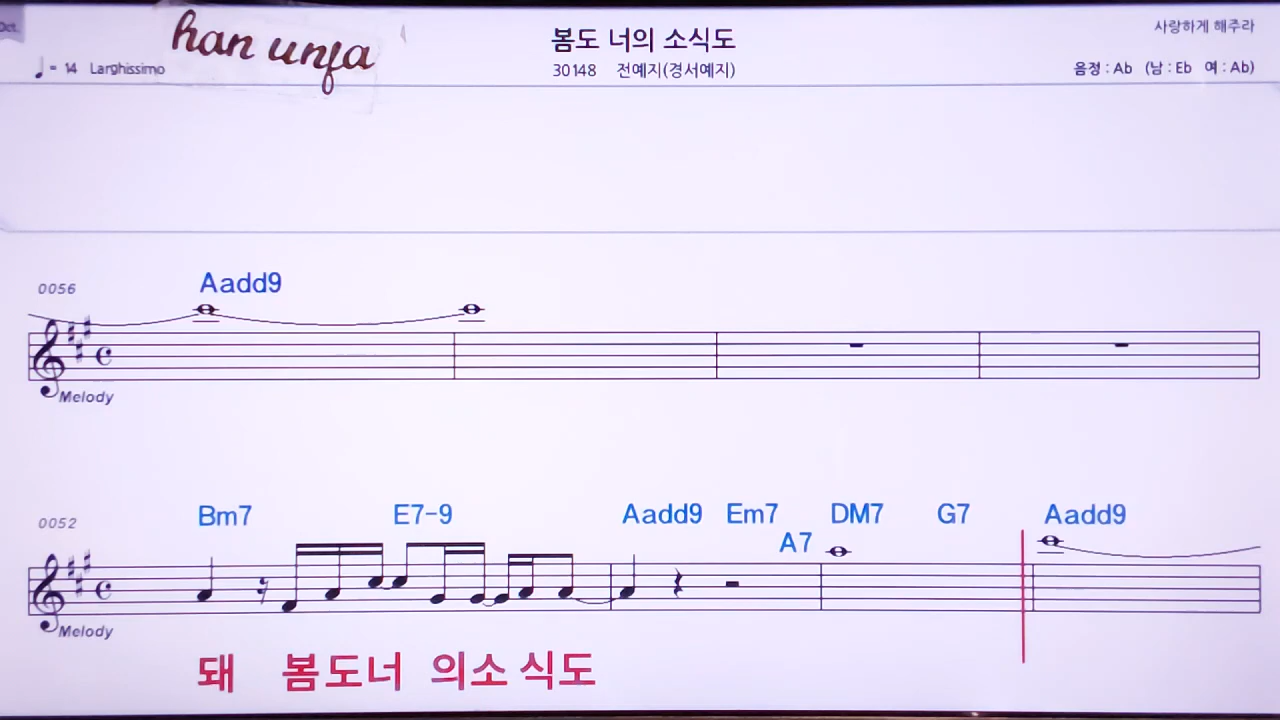 Oct.
han unja
봄도 너의 소식도
사랑하게 해주라
♩ = 14 Larghissimo
30148 전예지(경서예지)
음정 : Ab (남 : Eb 여 : Ab)
0056
Aadd9
Melody
0052
Bm7 E7-9 Aadd9 Em7 A7 DM7 G7 Aadd9
Melody
돼 봄도너 의소 식도